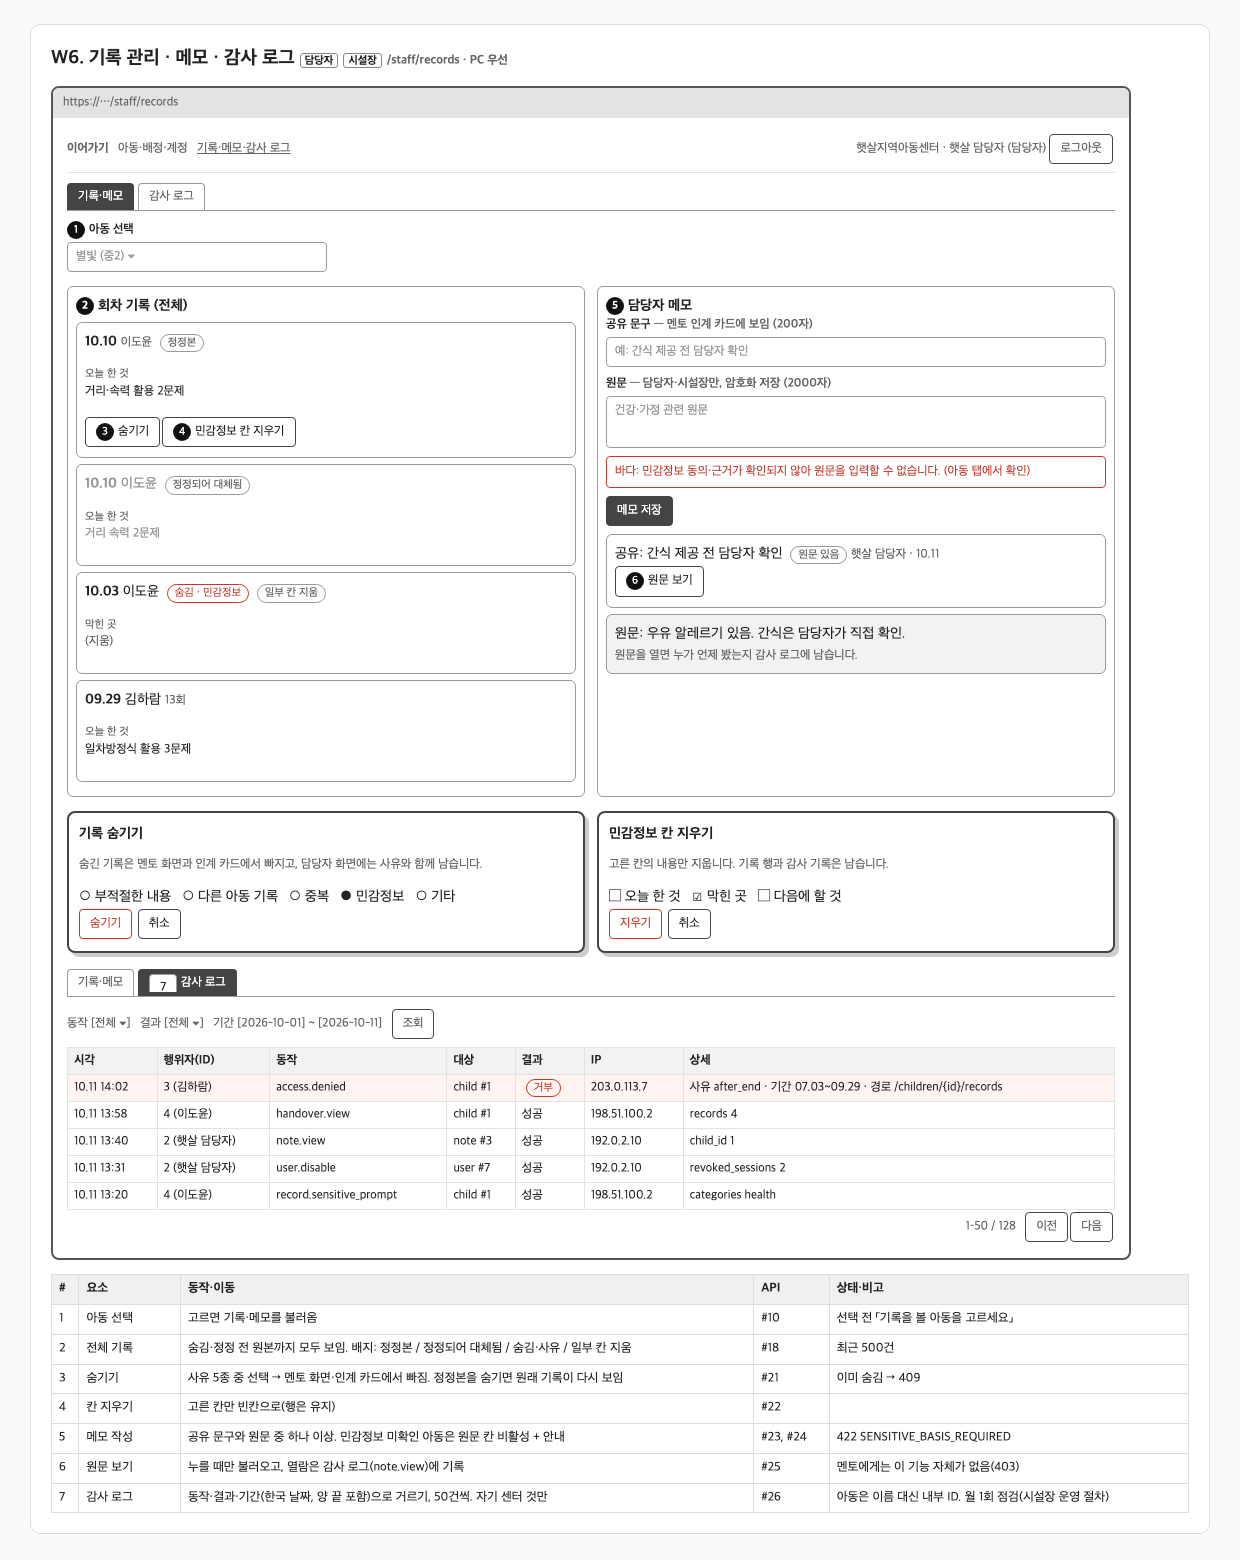 W6. 기록 관리 · 메모 · 감사 로그 담당자 시설장 /staff/records · PC 우선
https://…/staff/records
이어가기 아동·배정·계정 기록·메모·감사 로그 햇살지역아동센터 · 햇살 담당자 (담당자) 로그아웃
기록·메모 감사 로그
1 아동 선택
별빛 (중2) ▾
2 회차 기록 (전체)
10.10 이도윤 정정본
오늘 한 것
거리·속력 활용 2문제
3 숨기기 4 민감정보 칸 지우기
10.10 이도윤 정정되어 대체됨
오늘 한 것
거리 속력 2문제
10.03 이도윤 숨김 · 민감정보 일부 칸 지움
막힌 곳
(지움)
09.29 김하람 13회
오늘 한 것
일차방정식 활용 3문제
5 담당자 메모
공유 문구 — 멘토 인계 카드에 보임 (200자)
예: 간식 제공 전 담당자 확인
원문 — 담당자·시설장만, 암호화 저장 (2000자)
건강·가정 관련 원문
바다: 민감정보 동의·근거가 확인되지 않아 원문을 입력할 수 없습니다. (아동 탭에서 확인)
메모 저장
공유: 간식 제공 전 담당자 확인 원문 있음 햇살 담당자 · 10.11
6 원문 보기
원문: 우유 알레르기 있음. 간식은 담당자가 직접 확인.
원문을 열면 누가 언제 봤는지 감사 로그에 남습니다.
기록 숨기기
숨긴 기록은 멘토 화면과 인계 카드에서 빠지고, 담당자 화면에는 사유와 함께 남습니다.
○ 부적절한 내용 ○ 다른 아동 기록 ○ 중복 ● 민감정보 ○ 기타
숨기기 취소
민감정보 칸 지우기
고른 칸의 내용만 지웁니다. 기록 행과 감사 기록은 남습니다.
☐ 오늘 한 것 ☑ 막힌 곳 ☐ 다음에 할 것
지우기 취소
기록·메모 7 감사 로그
동작 [전체 ▾] 결과 [전체 ▾] 기간 [2026-10-01] ~ [2026-10-11] 조회
시각 행위자(ID) 동작 대상 결과 IP 상세
10.11 14:02 3 (김하람) access.denied child #1 거부 203.0.113.7 사유 after_end · 기간 07.03~09.29 · 경로 /children/{id}/records
10.11 13:58 4 (이도윤) handover.view child #1 성공 198.51.100.2 records 4
10.11 13:40 2 (햇살 담당자) note.view note #3 성공 192.0.2.10 child_id 1
10.11 13:31 2 (햇살 담당자) user.disable user #7 성공 192.0.2.10 revoked_sessions 2
10.11 13:20 4 (이도윤) record.sensitive_prompt child #1 성공 198.51.100.2 categories health
1-50 / 128 이전 다음
# 요소 동작·이동 API 상태·비고
1 아동 선택 고르면 기록·메모를 불러옴 #10 선택 전 「기록을 볼 아동을 고르세요」
2 전체 기록 숨김·정정 전 원본까지 모두 보임. 배지: 정정본 / 정정되어 대체됨 / 숨김·사유 / 일부 칸 지움 #18 최근 500건
3 숨기기 사유 5종 중 선택 → 멘토 화면·인계 카드에서 빠짐. 정정본을 숨기면 원래 기록이 다시 보임 #21 이미 숨김 → 409
4 칸 지우기 고른 칸만 빈칸으로(행은 유지) #22
5 메모 작성 공유 문구와 원문 중 하나 이상. 민감정보 미확인 아동은 원문 칸 비활성 + 안내 #23, #24 422 SENSITIVE_BASIS_REQUIRED
6 원문 보기 누를 때만 불러오고, 열람은 감사 로그(note.view)에 기록 #25 멘토에게는 이 기능 자체가 없음(403)
7 감사 로그 동작·결과·기간(한국 날짜, 양 끝 포함)으로 거르기, 50건씩. 자기 센터 것만 #26 아동은 이름 대신 내부 ID. 월 1회 점검(시설장 운영 절차)